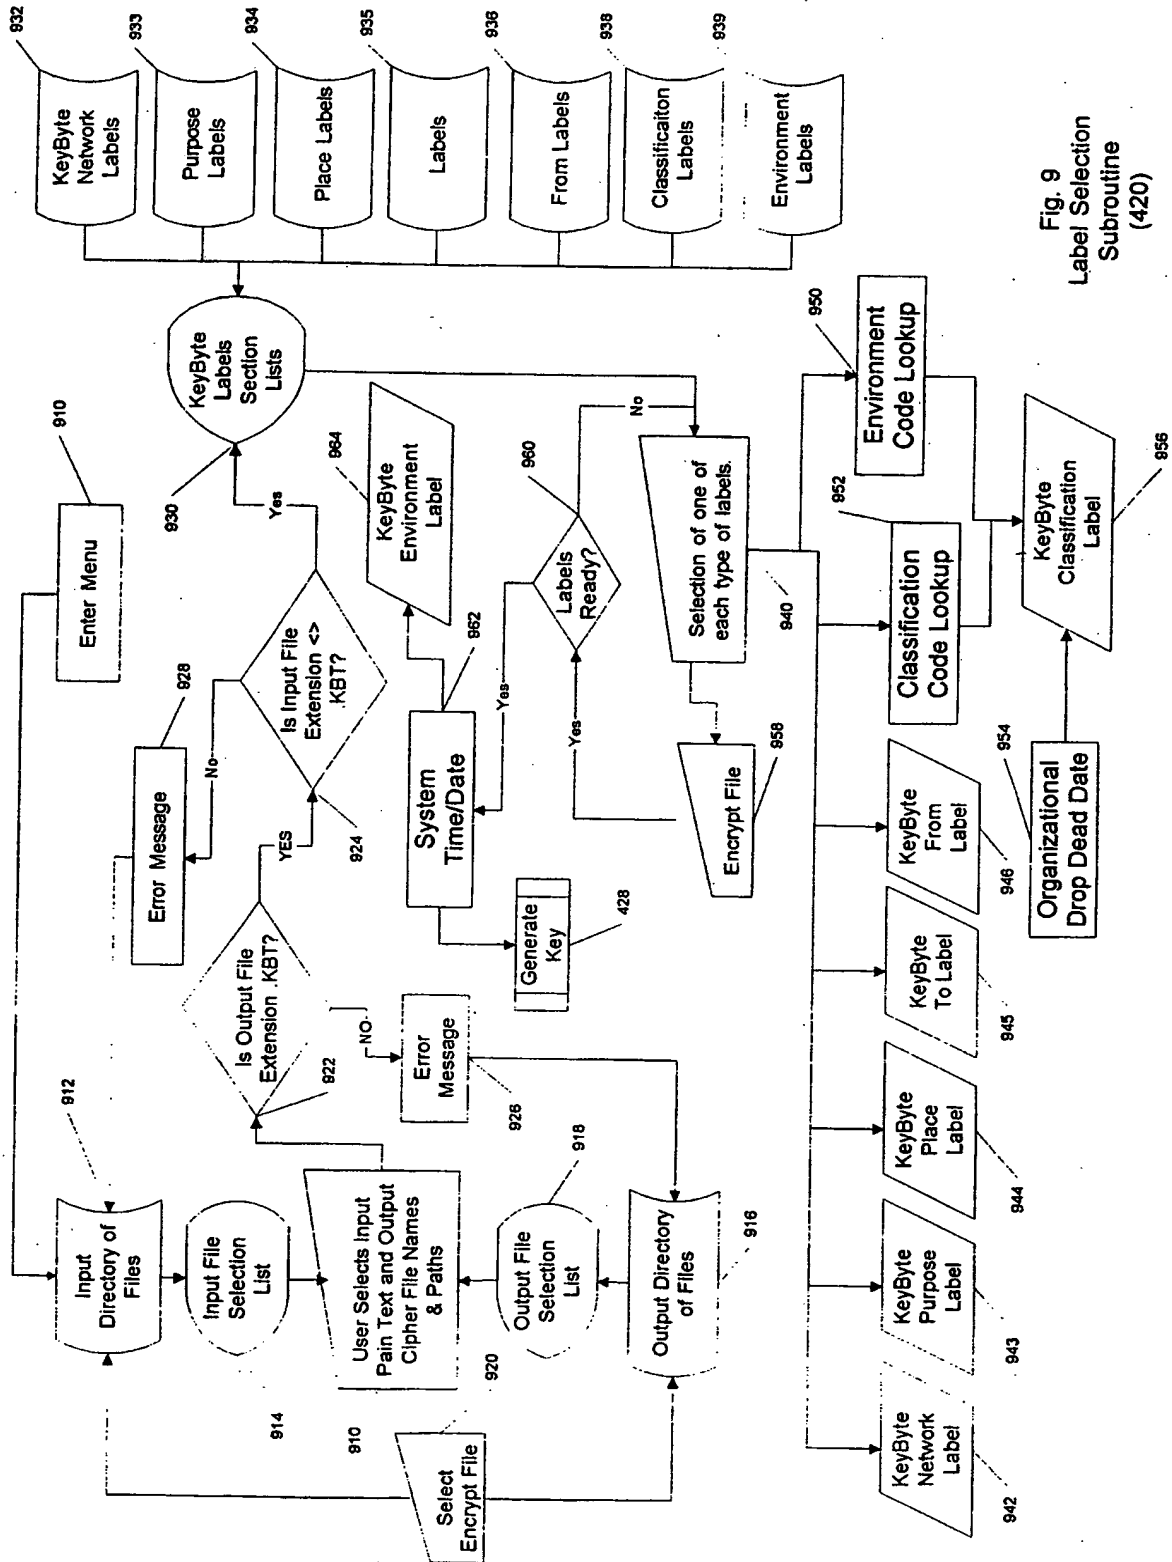 932
933
934
935
936
938
939
KeyByte
Network
Labels
Purpose
Labels
Place Labels
Labels
From Labels
Classificaiton
Labels
Environment
Labels
910
Enter Menu
930
KeyByte
Labels
Section
Lists
928
Error Message
No
Yes
Is Input File
Extension <>
.KBT?
924
YES
964
KeyByte
Environment
Label
960
No
Labels
Ready?
Yes
Yes
962
System
Time/Date
Selection of one of
each type of labels.
940
Encrypt File
958
Generate
Key
428
912
Input
Directory of
Files
Is Output File
Extension .KBT?
922
NO
Error
Message
926
Input File
Selection
List
914
User Selects Input
Pain Text and Output
Cipher File Names
& Paths
920
910
Output File
Selection
List
918
Output Directory
of Files
916
Select
Encrypt File
950
Environment
Code Lookup
952
Classification
Code Lookup
KeyByte
Classification
Label
956
954
Organizational
Drop Dead Date
KeyByte
From
Label
946
KeyByte
To Label
945
KeyByte
Place
Label
944
KeyByte
Purpose
Label
943
KeyByte
Network
Label
942
Fig. 9
Label Selection
Subroutine
(420)